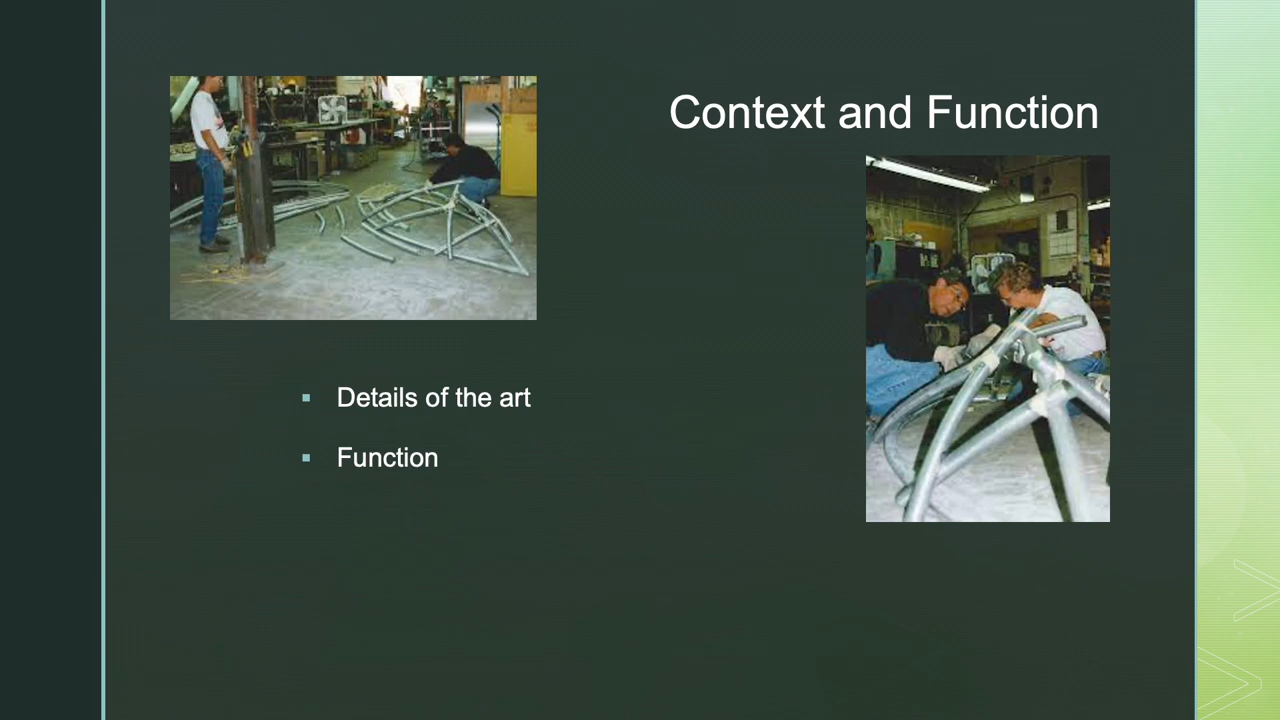 Context and Function
Details of the art
Function